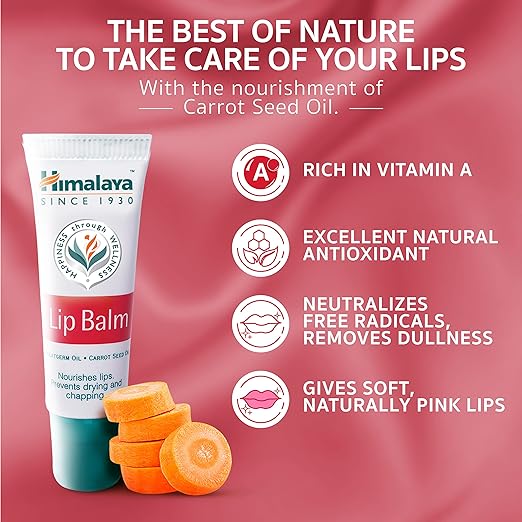 THE BEST OF NATURE
TO TAKE CARE OF YOUR LIPS
With the nourishment of
Carrot Seed Oil.
Himalaya™
SINCE 1930
HAPPINESS through WELLNESS
Lip Balm
Carrot Seed
Nourishes lips.
Prevents drying and
chapping.
A
RICH IN VITAMIN A
EXCELLENT NATURAL
ANTIOXIDANT
NEUTRALIZES
FREE RADICALS,
REMOVES DULLNESS
GIVES SOFT,
NATURALLY PINK LIPS